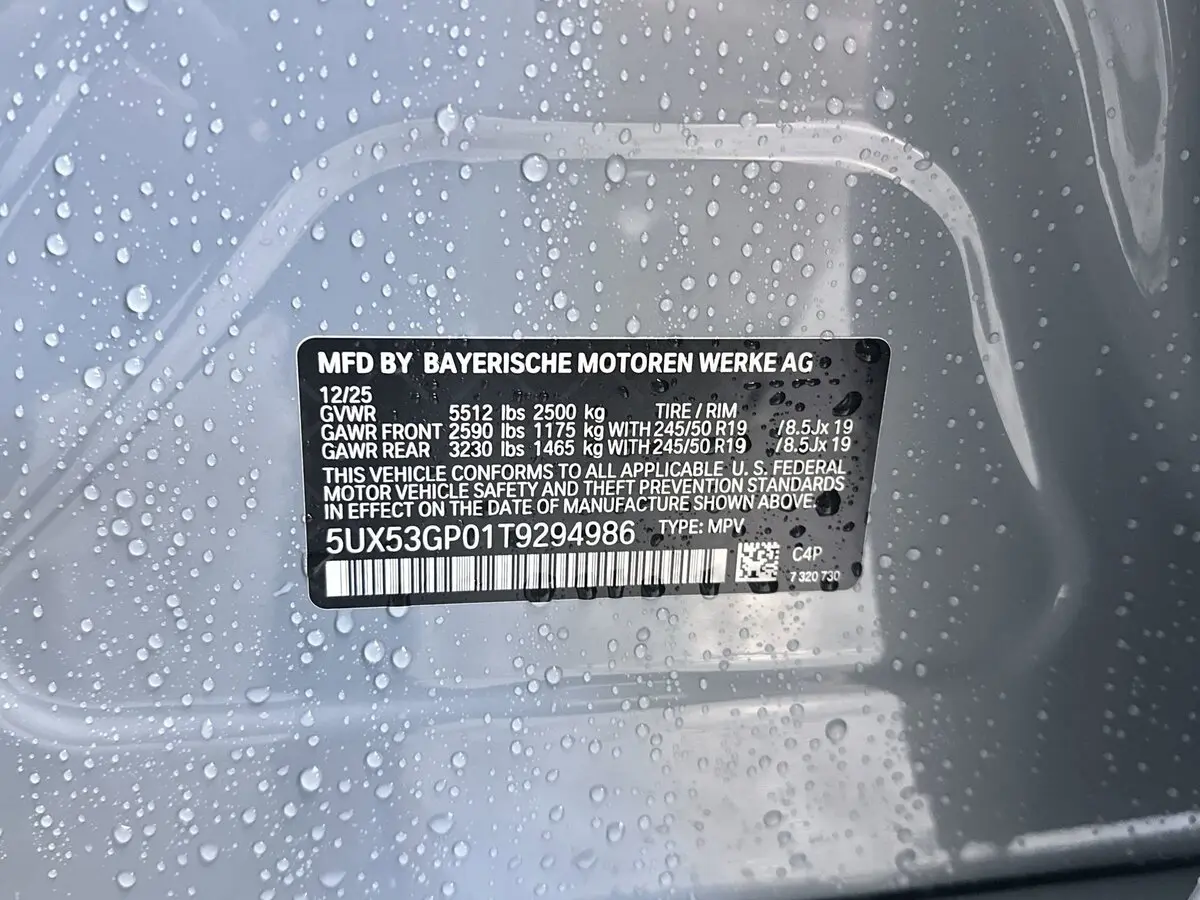 MFD BY BAYERISCHE MOTOREN WERKE AG
12/25
GVWR 5512 lbs 2500 kg TIRE / RIM
GAWR FRONT 2590 lbs 1175 kg WITH 245/50 R19 /8.5Jx 19
GAWR REAR 3230 lbs 1465 kg WITH 245/50 R19 /8.5Jx 19
THIS VEHICLE CONFORMS TO ALL APPLICABLE U. S. FEDERAL
MOTOR VEHICLE SAFETY AND THEFT PREVENTION STANDARDS
IN EFFECT ON THE DATE OF MANUFACTURE SHOWN ABOVE.
5UX53GP01T9294986 TYPE: MPV
C4P
7 320 730